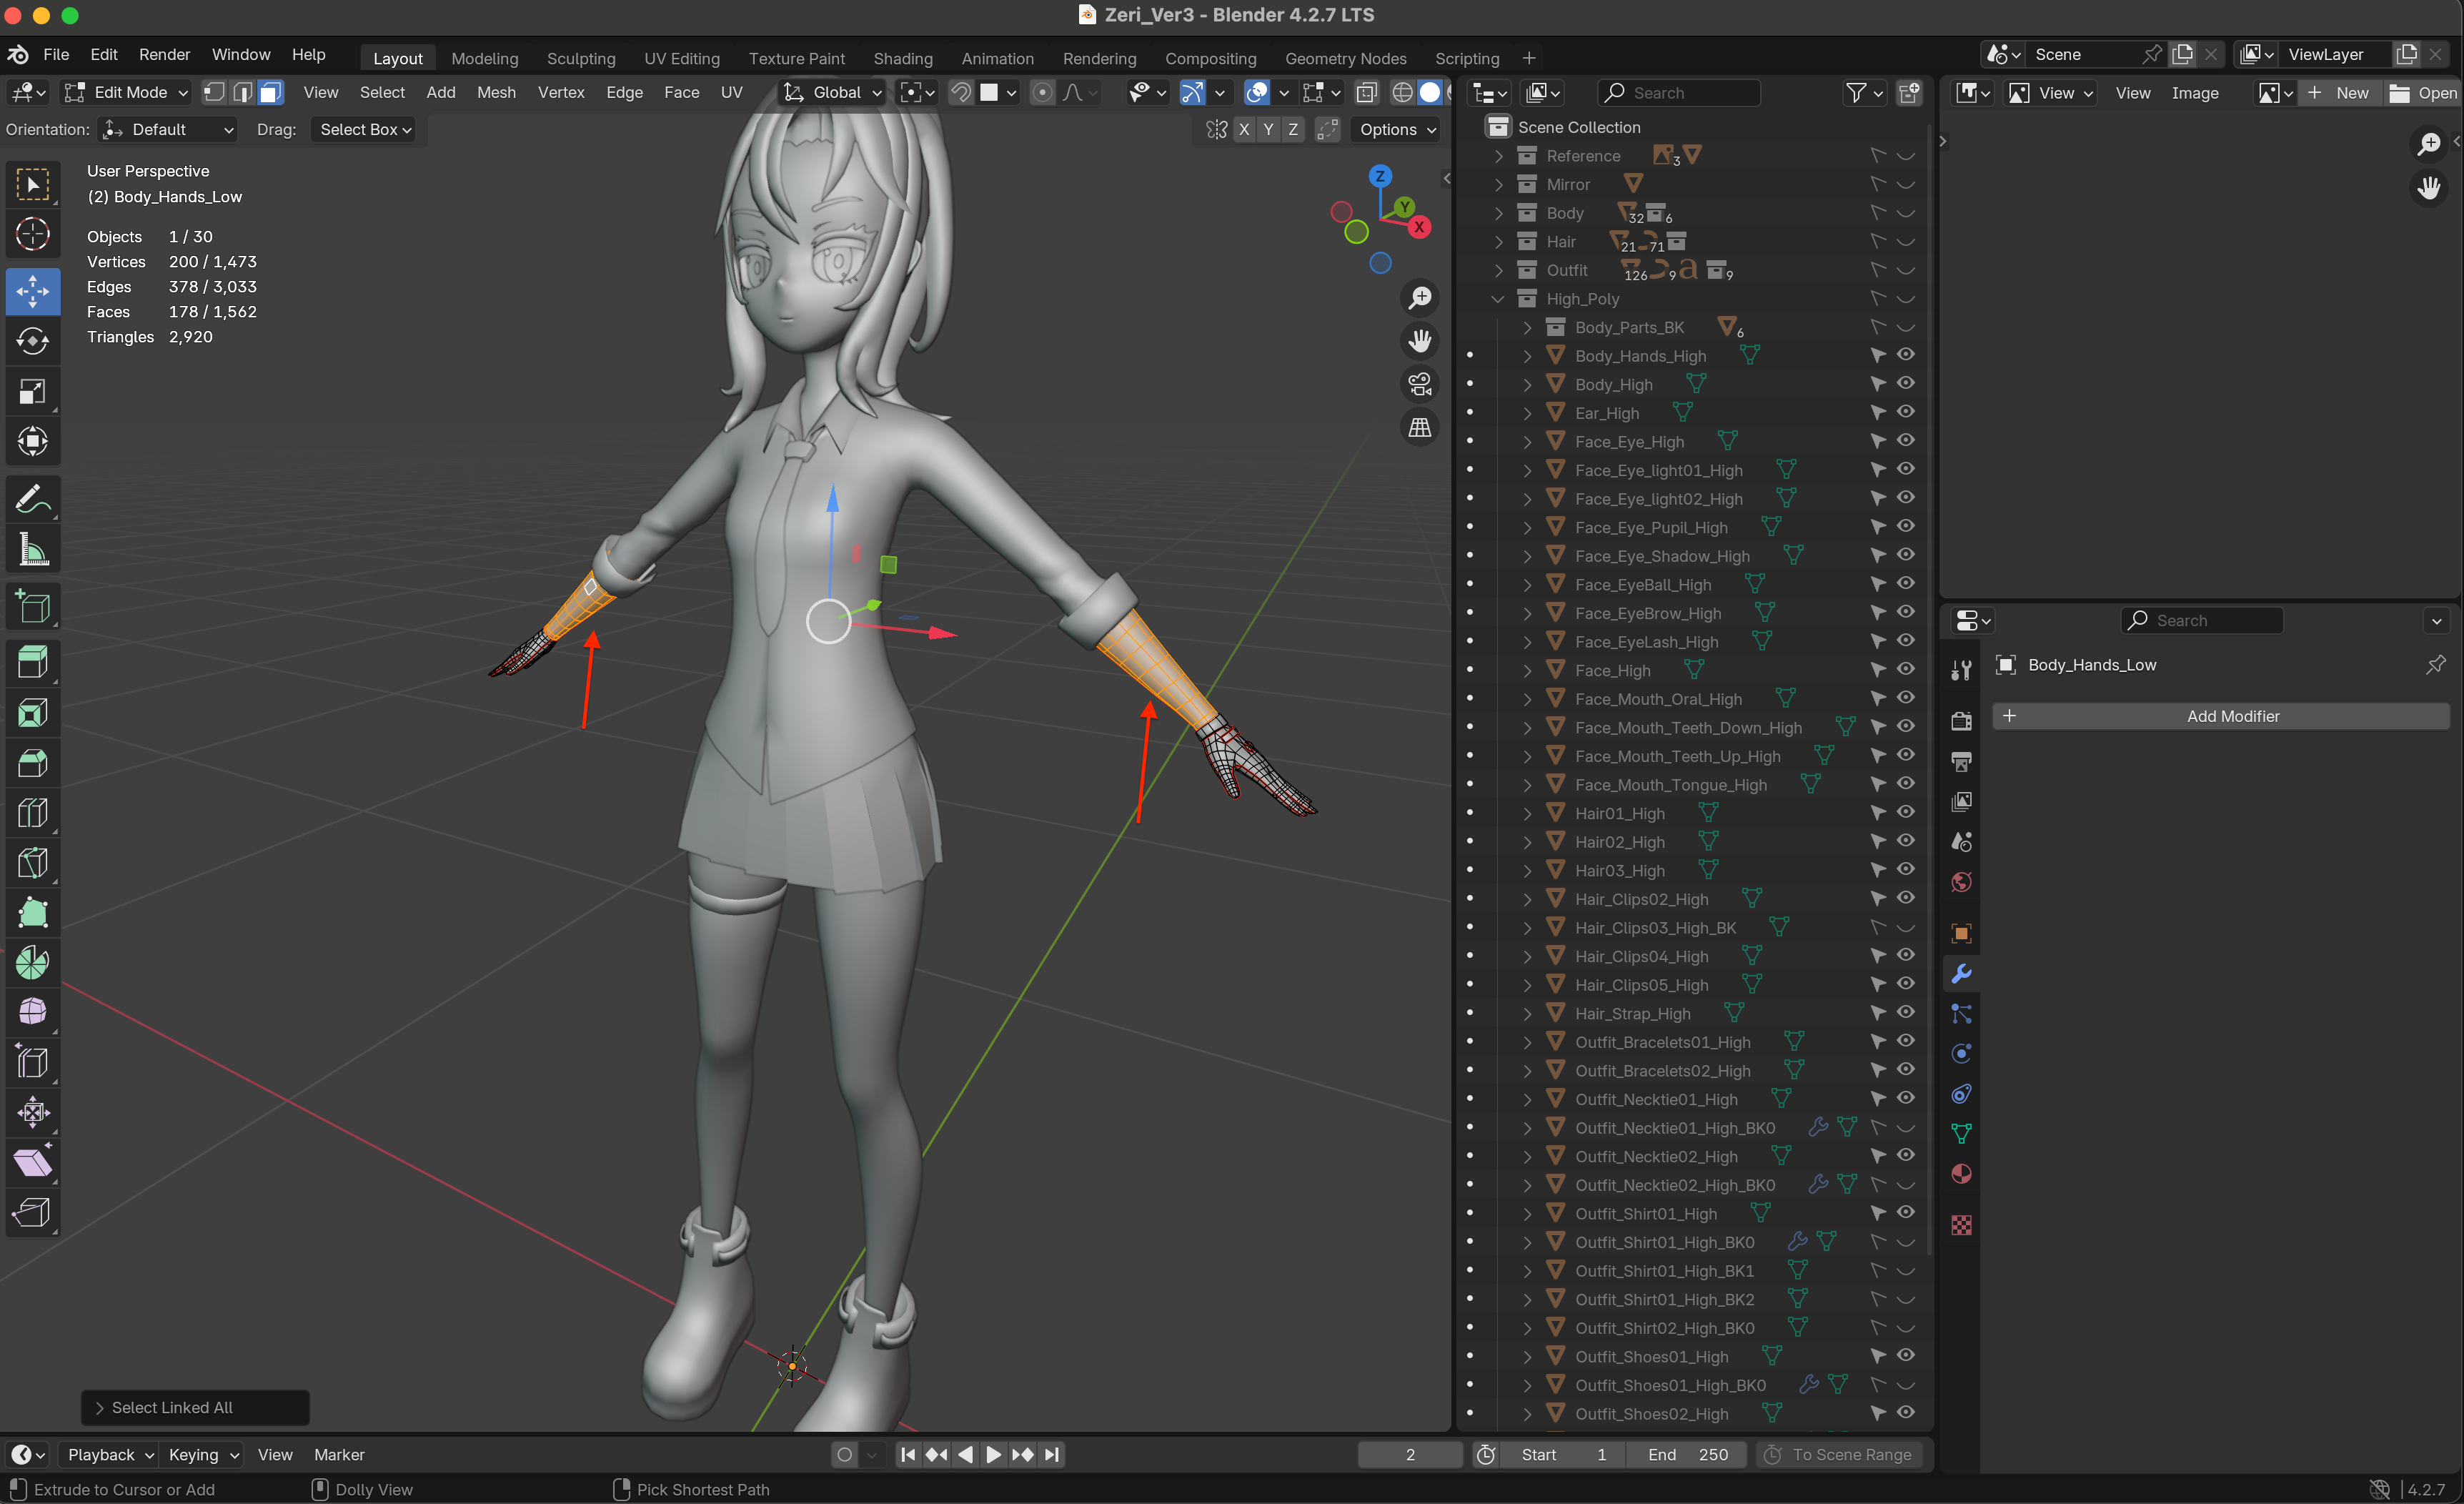 Zeri_Ver3 - Blender 4.2.7 LTS
File Edit Render Window Help
Layout Modeling Sculpting UV Editing Texture Paint Shading Animation Rendering Compositing Geometry Nodes Scripting +
Scene ViewLayer
Edit Mode View Select Add Mesh Vertex Edge Face UV Global
Search
View View Image + New Open
Orientation: Default Drag: Select Box
X Y Z Options
User Perspective
(2) Body_Hands_Low
Objects 1 / 30
Vertices 200 / 1,473
Edges 378 / 3,033
Faces 178 / 1,562
Triangles 2,920
Z
Y
X
Scene Collection
Reference 3
Mirror
Body 32 6
Hair 21 71
Outfit 126 9 a 9
High_Poly
Body_Parts_BK 6
Body_Hands_High
Body_High
Ear_High
Face_Eye_High
Face_Eye_light01_High
Face_Eye_light02_High
Face_Eye_Pupil_High
Face_Eye_Shadow_High
Face_EyeBall_High
Face_EyeBrow_High
Face_EyeLash_High
Face_High
Face_Mouth_Oral_High
Face_Mouth_Teeth_Down_High
Face_Mouth_Teeth_Up_High
Face_Mouth_Tongue_High
Hair01_High
Hair02_High
Hair03_High
Hair_Clips02_High
Hair_Clips03_High_BK
Hair_Clips04_High
Hair_Clips05_High
Hair_Strap_High
Outfit_Bracelets01_High
Outfit_Bracelets02_High
Outfit_Necktie01_High
Outfit_Necktie01_High_BK0
Outfit_Necktie02_High
Outfit_Necktie02_High_BK0
Outfit_Shirt01_High
Outfit_Shirt01_High_BK0
Outfit_Shirt01_High_BK1
Outfit_Shirt01_High_BK2
Outfit_Shirt02_High_BK0
Outfit_Shoes01_High
Outfit_Shoes01_High_BK0
Outfit_Shoes02_High
Search
Body_Hands_Low
+ Add Modifier
Select Linked All
Playback Keying View Marker
2 Start 1 End 250 To Scene Range
Extrude to Cursor or Add Dolly View Pick Shortest Path 4.2.7